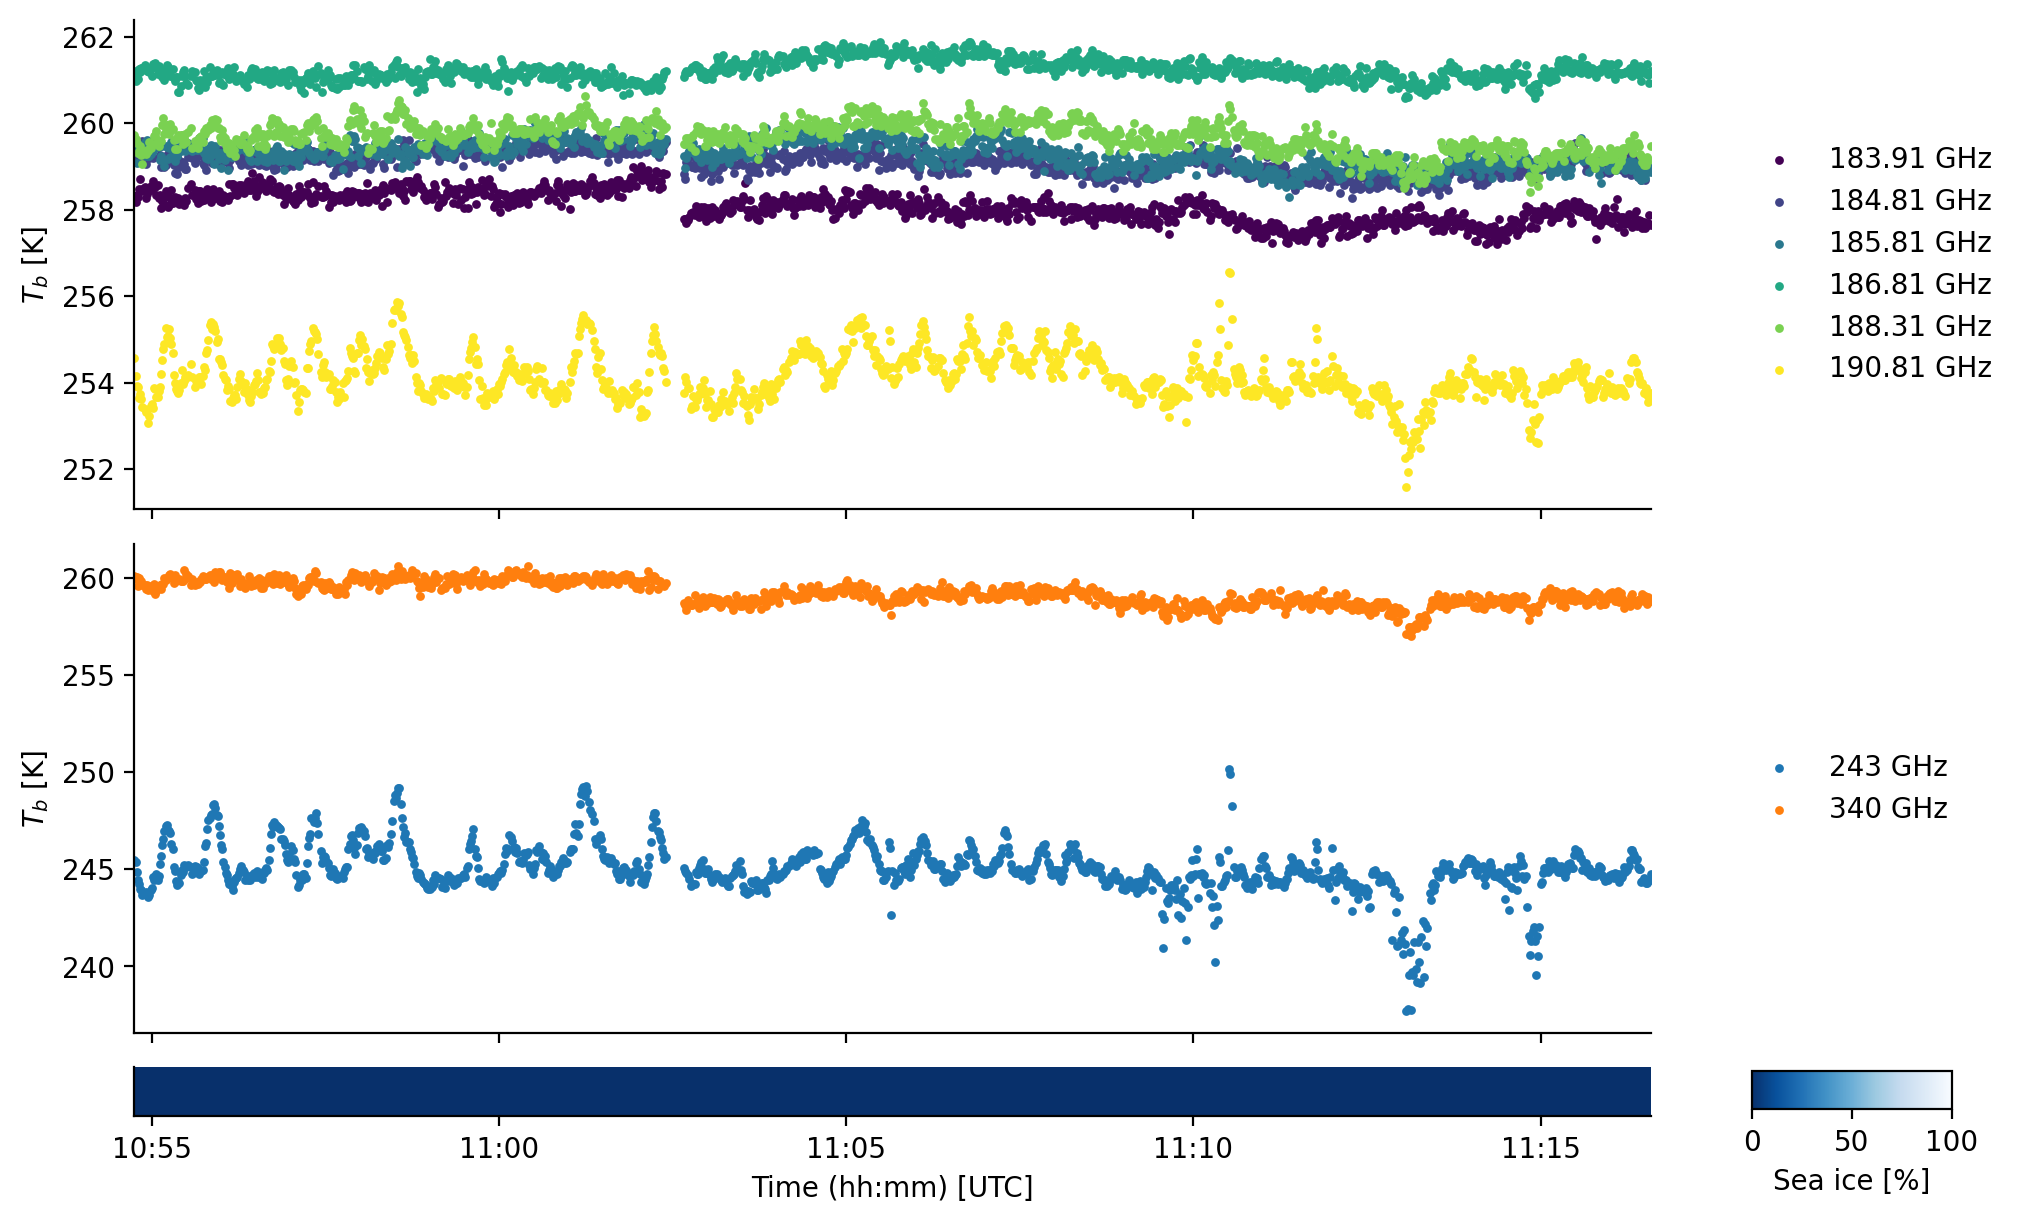 262
260
258
256
254
252
T_b [K]
183.91 GHz
184.81 GHz
185.81 GHz
186.81 GHz
188.31 GHz
190.81 GHz
260
255
250
245
240
T_b [K]
243 GHz
340 GHz
10:55 11:00 11:05 11:10 11:15
Time (hh:mm) [UTC]
0 50 100
Sea ice [%]